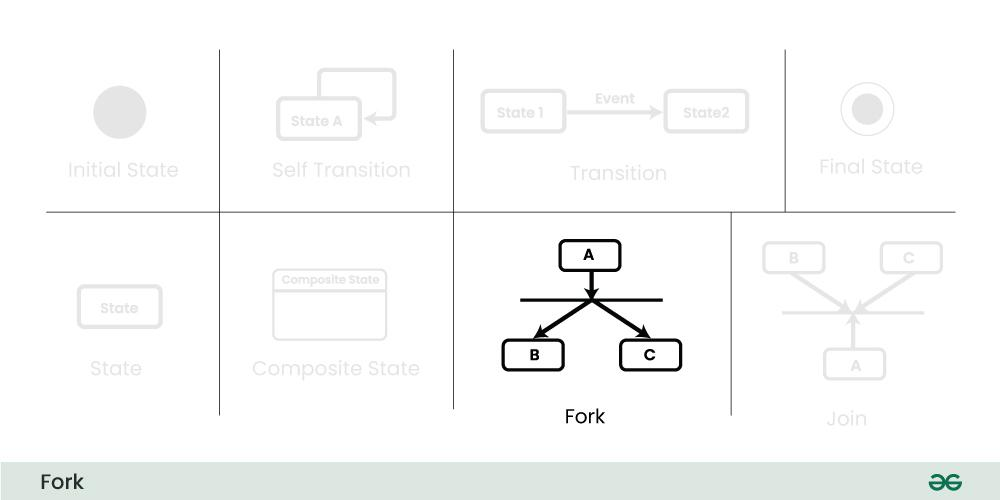 Initial State
State A
Self Transition
State 1
Event
State2
Transition
Final State
State
State
Composite State
Composite State
A
B
C
Fork
B
C
A
Join
Fork